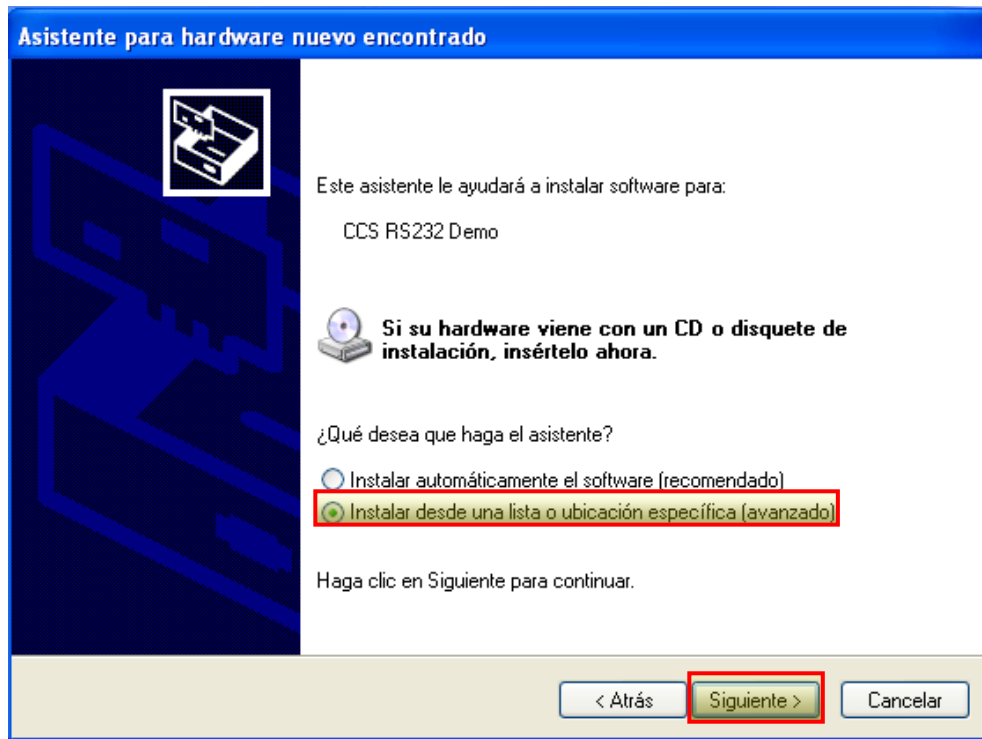 Asistente para hardware nuevo encontrado
Este asistente le ayudará a instalar software para:
CCS RS232 Demo
Si su hardware viene con un CD o disquete de
instalación, insértelo ahora.
¿Qué desea que haga el asistente?
Instalar automáticamente el software (recomendado)
Instalar desde una lista o ubicación específica (avanzado)
Haga clic en Siguiente para continuar.
< Atrás
Siguiente >
Cancelar